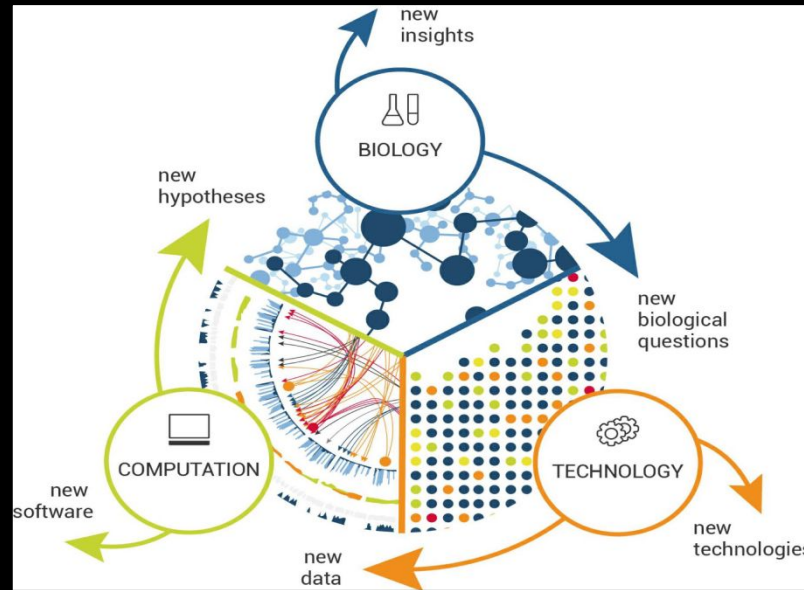 new
insights
BIOLOGY
new
hypotheses
new
biological
questions
COMPUTATION
TECHNOLOGY
new
software
new
data
new
technologies